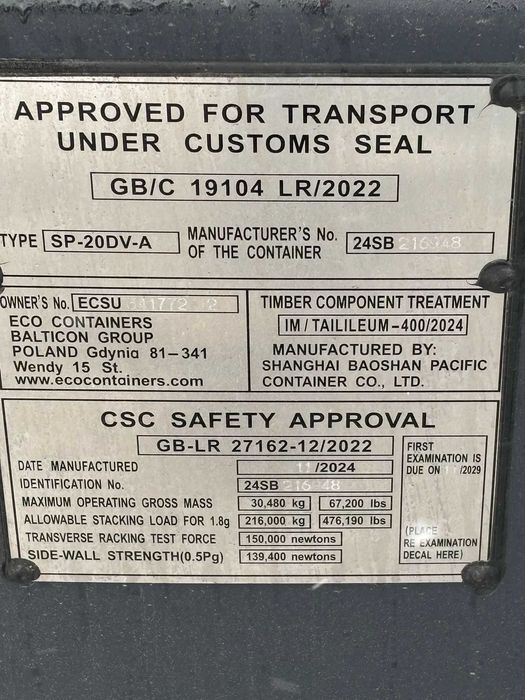 APPROVED FOR TRANSPORT
UNDER CUSTOMS SEAL
GB/C 19104 LR/2022
TYPE SP-20DV-A
MANUFACTURER'S No.
OF THE CONTAINER
24SB
OWNER'S No. ECSU
ECO CONTAINERS
BALTICON GROUP
POLAND Gdynia 81-341
Wendy 15 St.
www.ecocontainers.com
TIMBER COMPONENT TREATMENT
IM/TAILILEUM-400/2024
MANUFACTURED BY:
SHANGHAI BAOSHAN PACIFIC
CONTAINER CO., LTD.
CSC SAFETY APPROVAL
GB-LR 27162-12/2022
DATE MANUFACTURED 11/2024
IDENTIFICATION No. 24SB
MAXIMUM OPERATING GROSS MASS 30,480 kg 67,200 lbs
ALLOWABLE STACKING LOAD FOR 1.8g 216,000 kg 476,190 lbs
TRANSVERSE RACKING TEST FORCE 150,000 newtons
SIDE-WALL STRENGTH(0.5Pg) 139,400 newtons
FIRST
EXAMINATION IS
DUE ON /2029
(PLACE
RE EXAMINATION
DECAL HERE)